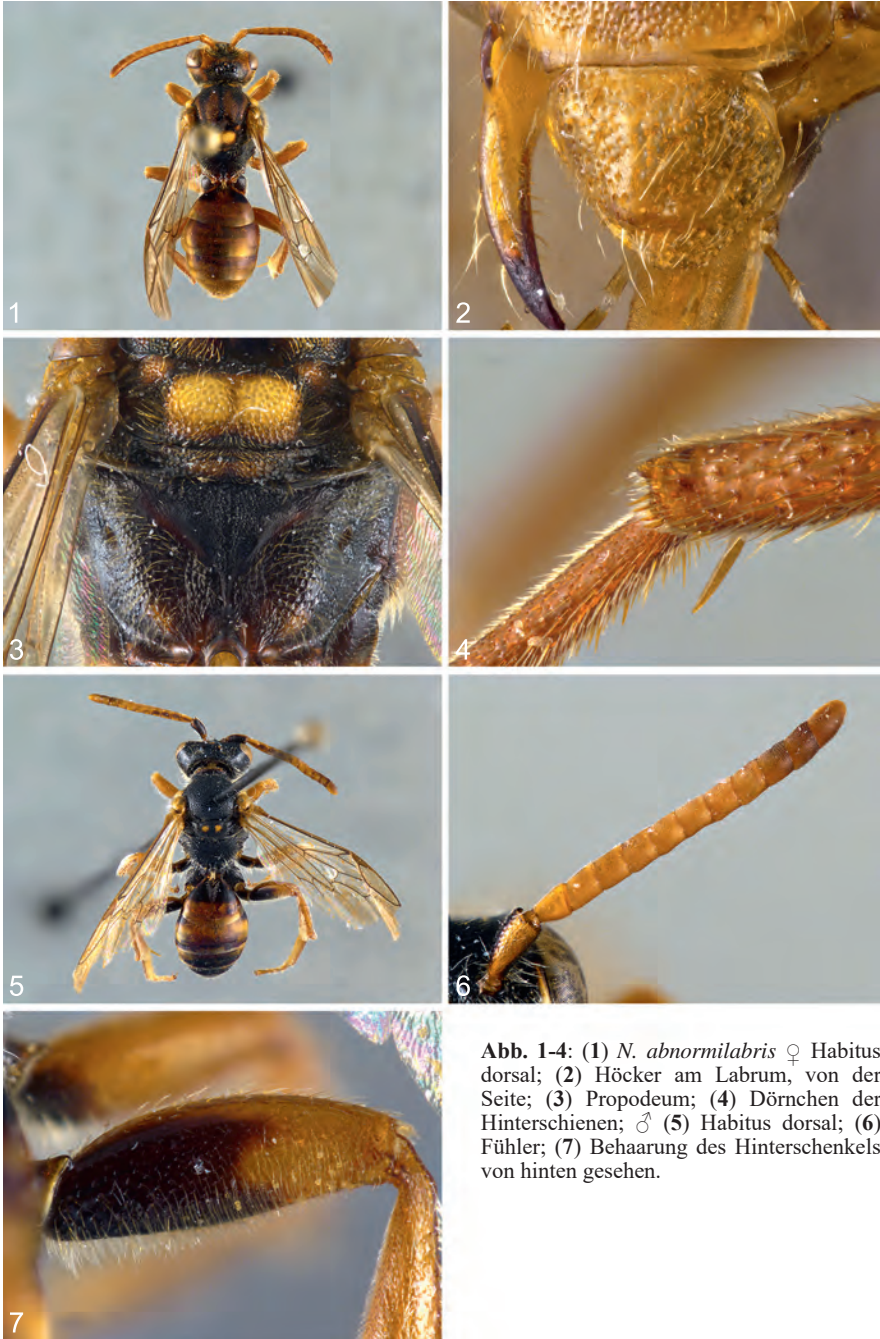 1
2
3
4
5
6
7
Abb. 1-4: (1) N. abnormilabris ♀ Habitus
dorsal; (2) Höcker am Labrum, von der
Seite; (3) Propodeum; (4) Dörnchen der
Hinterschienen; ♂ (5) Habitus dorsal; (6)
Fühler; (7) Behaarung des Hinterschenkels
von hinten gesehen.